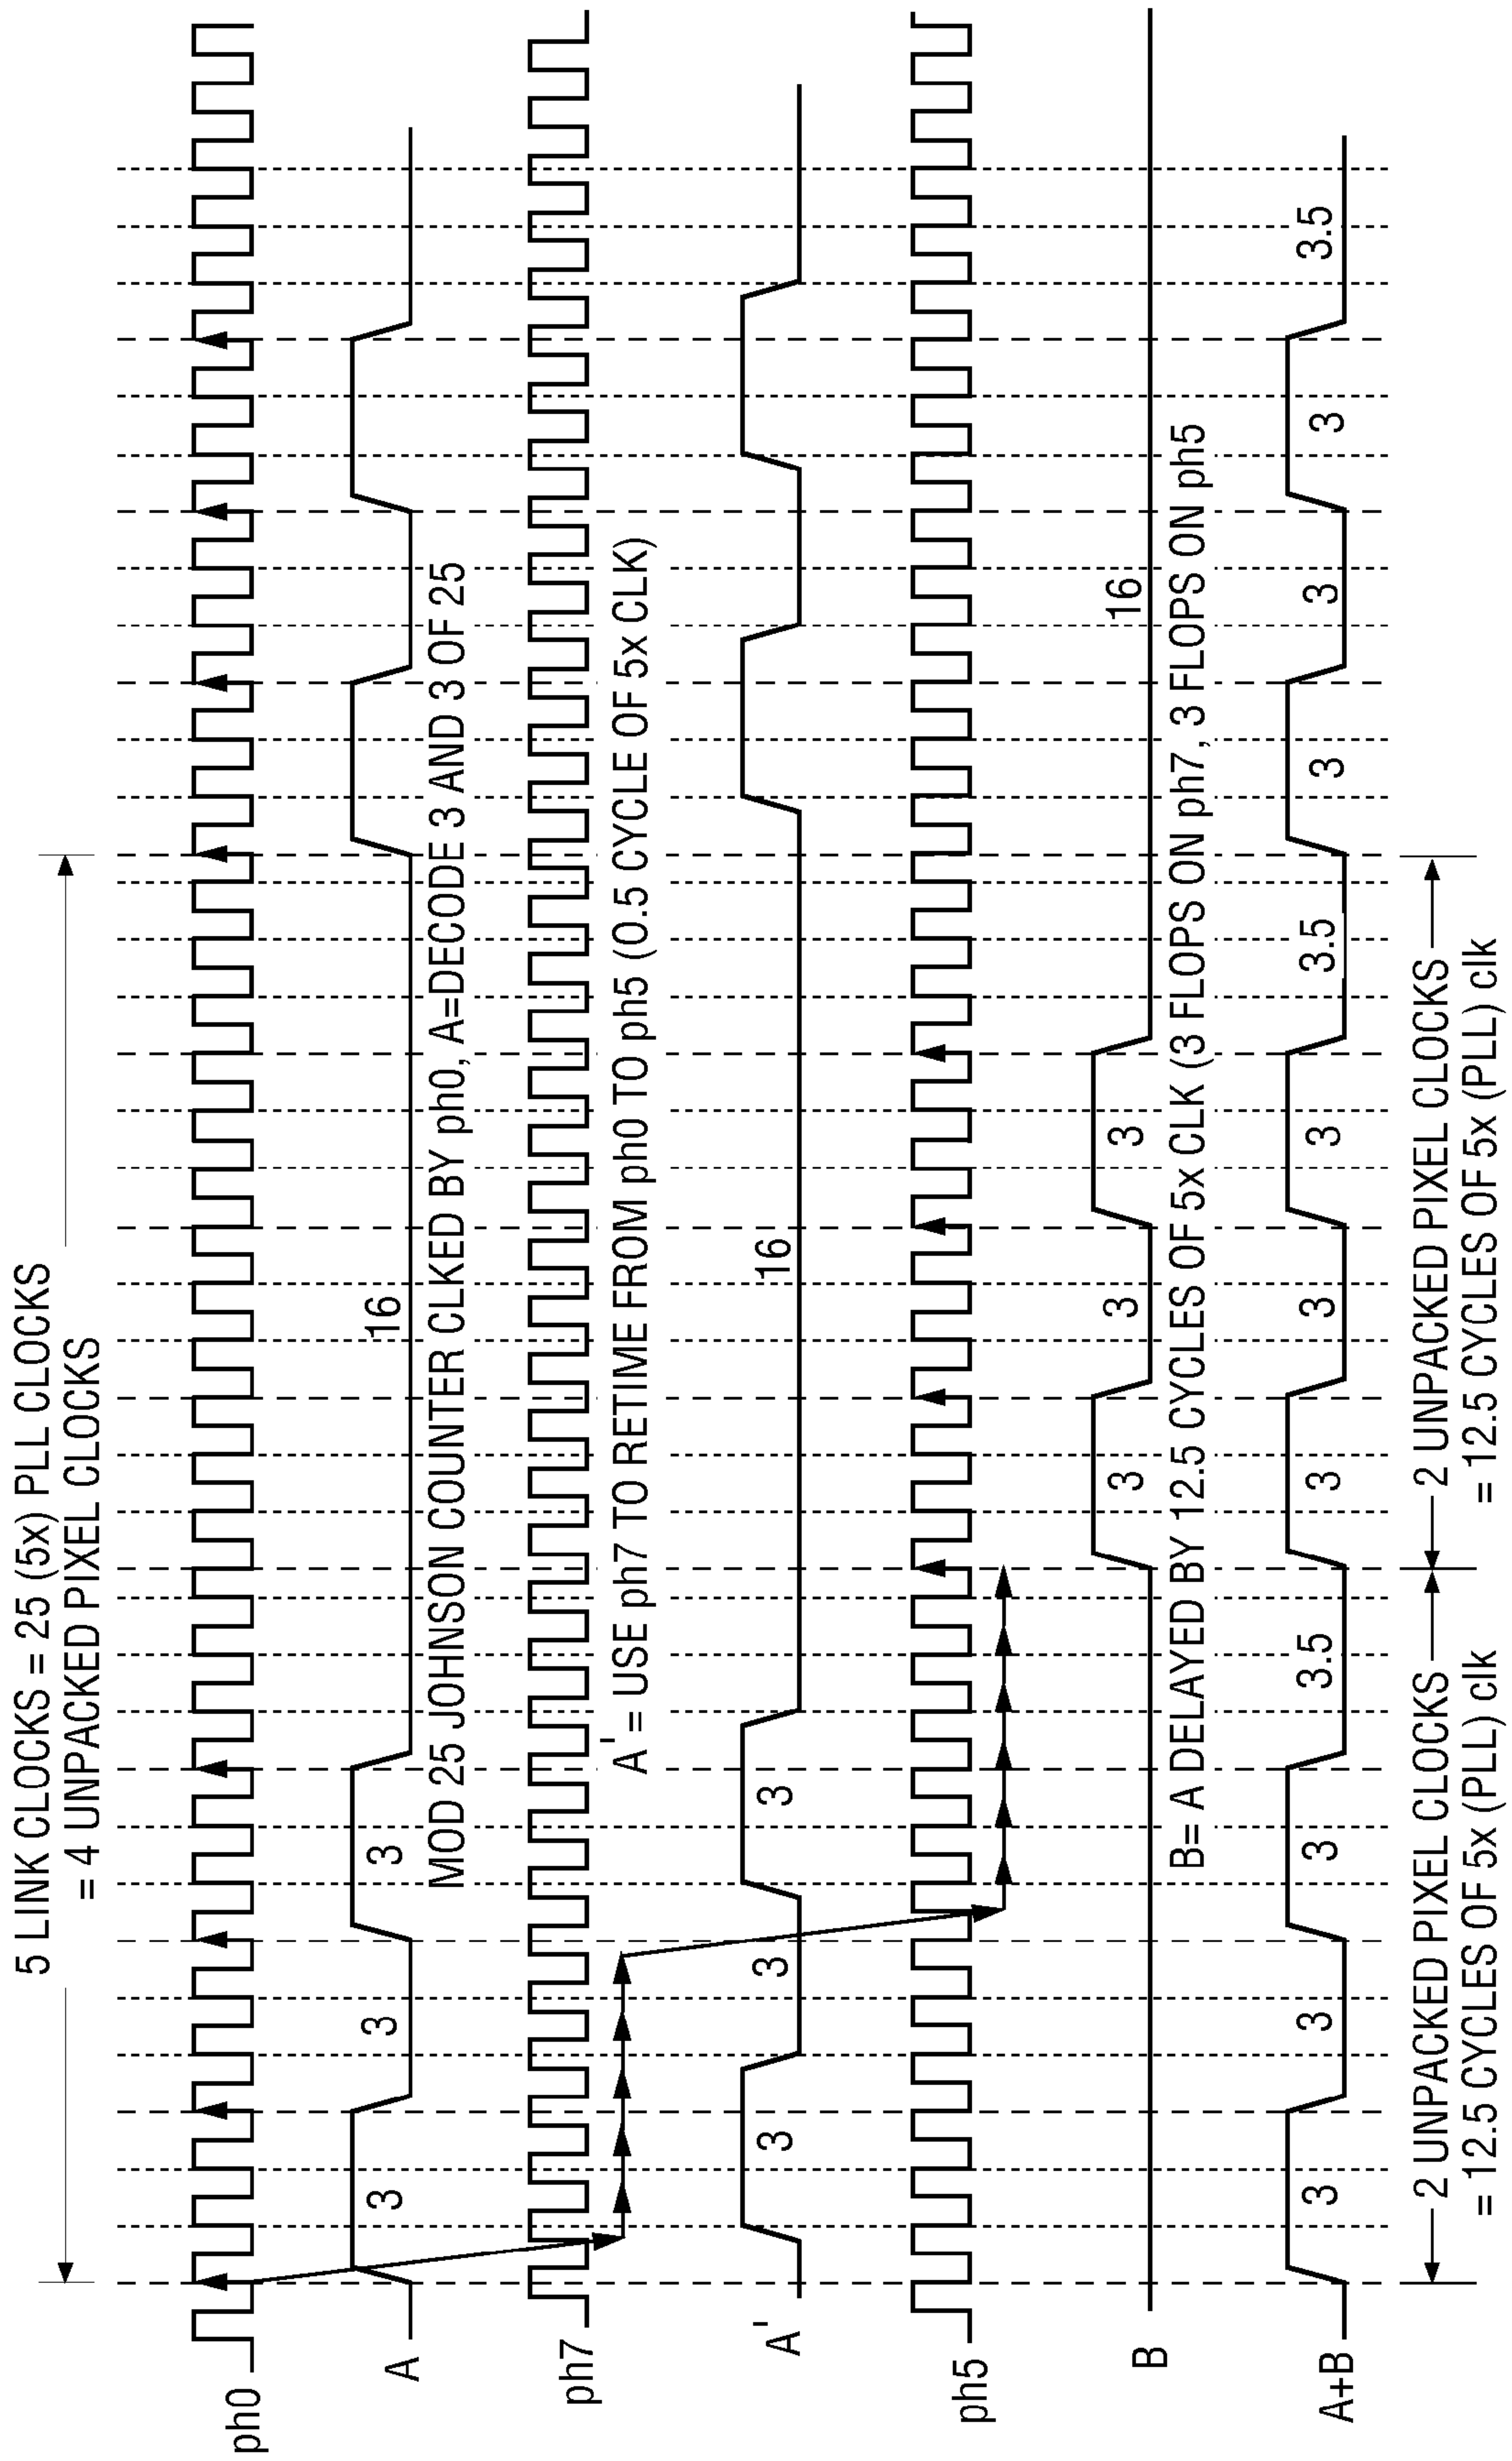 5 LINK CLOCKS = 25 (5x) PLL CLOCKS
= 4 UNPACKED PIXEL CLOCKS
ph0
A
3
3
3
16
MOD 25 JOHNSON COUNTER CLKED BY ph0, A=DECODE 3 AND 3 OF 25
ph7
A' = USE ph7 TO RETIME FROM ph0 TO ph5 (0.5 CYCLE OF 5x CLK)
A'
3
3
3
16
ph5
B
3
3
3
16
B= A DELAYED BY 12.5 CYCLES OF 5x CLK (3 FLOPS ON ph7, 3 FLOPS ON ph5
A+B
3
3
3
3.5
3
3
3
3.5
3
3
3
3.5
2 UNPACKED PIXEL CLOCKS
= 12.5 CYCLES OF 5x (PLL) clk
2 UNPACKED PIXEL CLOCKS
= 12.5 CYCLES OF 5x (PLL) clk